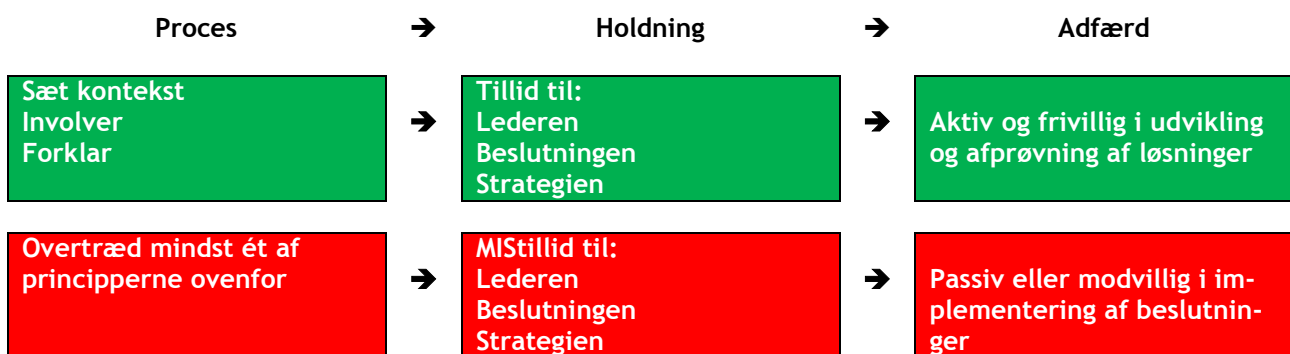 Proces ➔ Holdning ➔ Adfærd
Sæt kontekst
Involver
Forklar
➔
Tillid til:
Lederen
Beslutningen
Strategien
➔
Aktiv og frivillig i udvikling
og afprøvning af løsninger
Overtræd mindst ét af
principperne ovenfor
➔
MIStillid til:
Lederen
Beslutningen
Strategien
➔
Passiv eller modvillig i im-
plementering af beslutnin-
ger